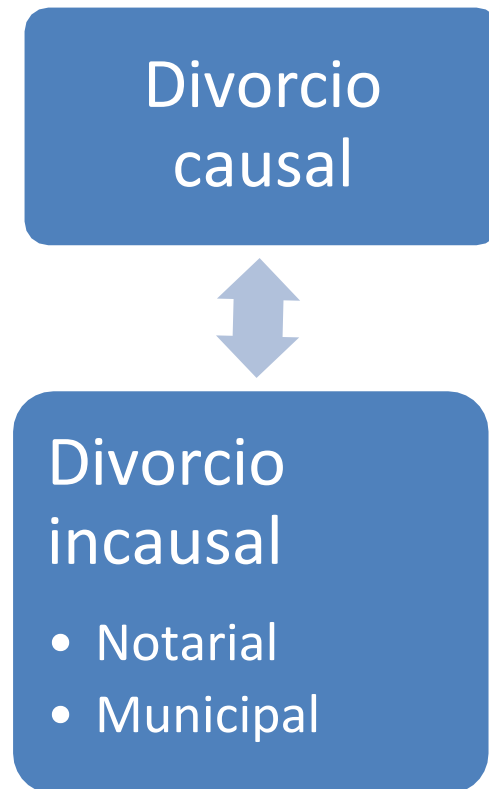 Divorcio
causal
Divorcio
incausal
• Notarial
• Municipal